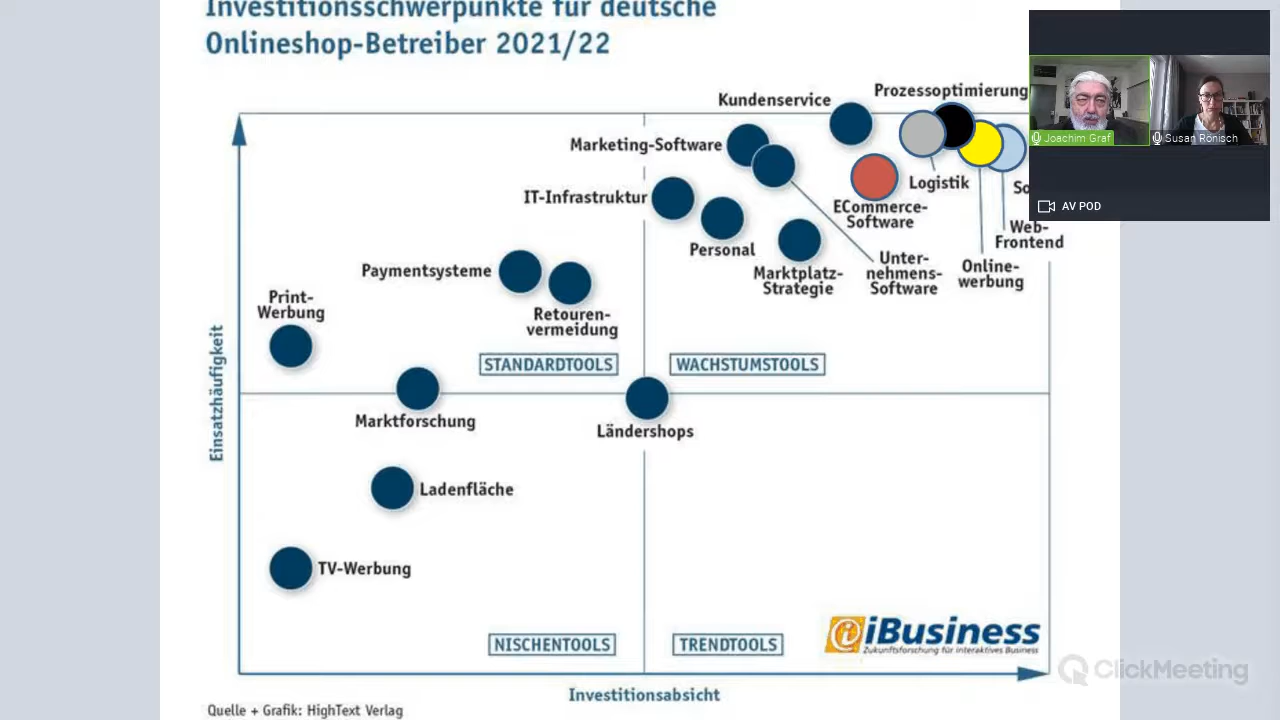 Investitionsschwerpunkte für deutsche
Onlineshop-Betreiber 2021/22
Prozessoptimierung
Kundenservice
Marketing-Software
IT-Infrastruktur
Logistik
ECommerce-
Software
Personal
Web-
Frontend
Paymentsysteme
Marktplatz-
Strategie
Unter-
nehmens-
Software
Online-
werbung
Print-
Werbung
Retouren-
vermeidung
STANDARDTOOLS
WACHSTUMSTOOLS
Einsatzhäufigkeit
Marktforschung
Ländershops
Ladenfläche
TV-Werbung
NISCHENTOOLS
TRENDTOOLS
iBusiness
Zukunftsforschung für interaktives Business
Investitionsabsicht
Quelle + Grafik: HighText Verlag
Joachim Graf
Susan Rönisch
AV POD
ClickMeeting